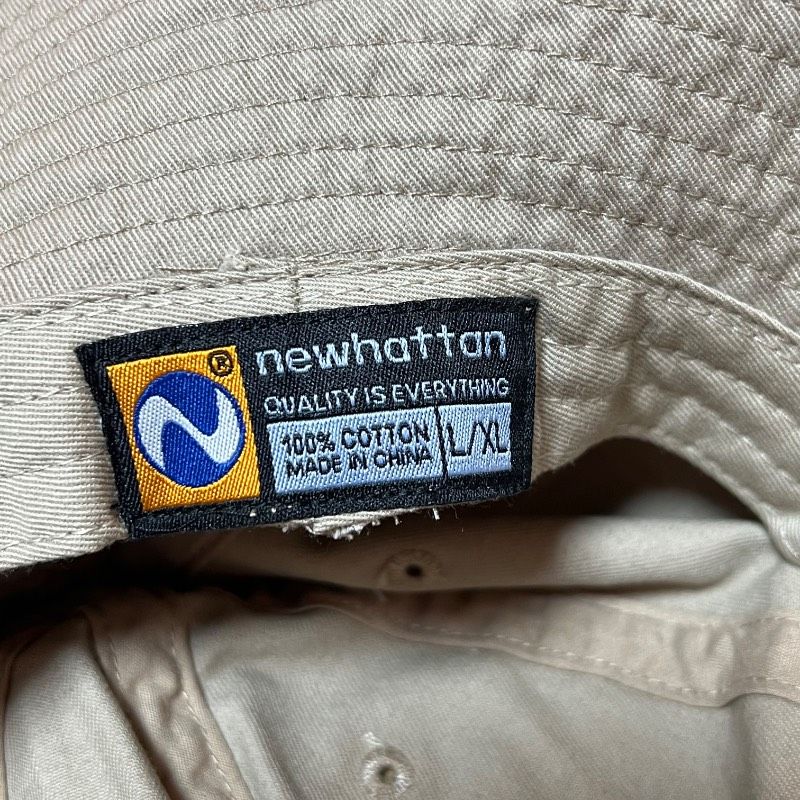 ®
newhattan
QUALITY IS EVERYTHING
100% COTTON
MADE IN CHINA
L/XL